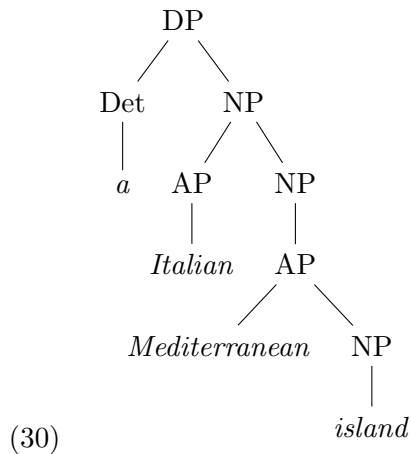 DP
Det NP
a AP NP
Italian AP
Mediterranean NP
(30) island